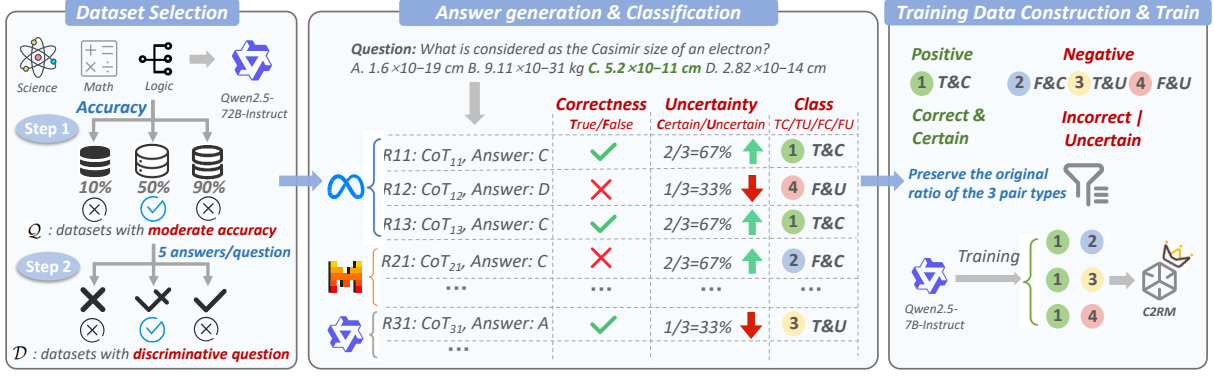 Dataset Selection
Science
Math
Logic
Qwen2.5-
72B-Instruct
Accuracy
Step 1
10%
50%
90%
Q : datasets with moderate accuracy
5 answers/question
Step 2
D : datasets with discriminative question
Answer generation & Classification
Question: What is considered as the Casimir size of an electron?
A. 1.6×10−19 cm B. 9.11×10−31 kg C. 5.2×10−11 cm D. 2.82×10−14 cm
Correctness
True/False
Uncertainty
Certain/Uncertain
Class
TC/TU/FC/FU
R11: CoT11, Answer: C
2/3=67%
1 T&C
R12: CoT12, Answer: D
1/3=33%
4 F&U
R13: CoT13, Answer: C
2/3=67%
1 T&C
R21: CoT21, Answer: C
2/3=67%
2 F&C
... ... ... ...
R31: CoT31, Answer: A
1/3=33%
3 T&U
...
Training Data Construction & Train
Positive
Negative
1 T&C
2 F&C 3 T&U 4 F&U
Correct &
Certain
Incorrect |
Uncertain
Preserve the original
ratio of the 3 pair types
Training
Qwen2.5-
7B-Instruct
1 2
1 3
1 4
C2RM